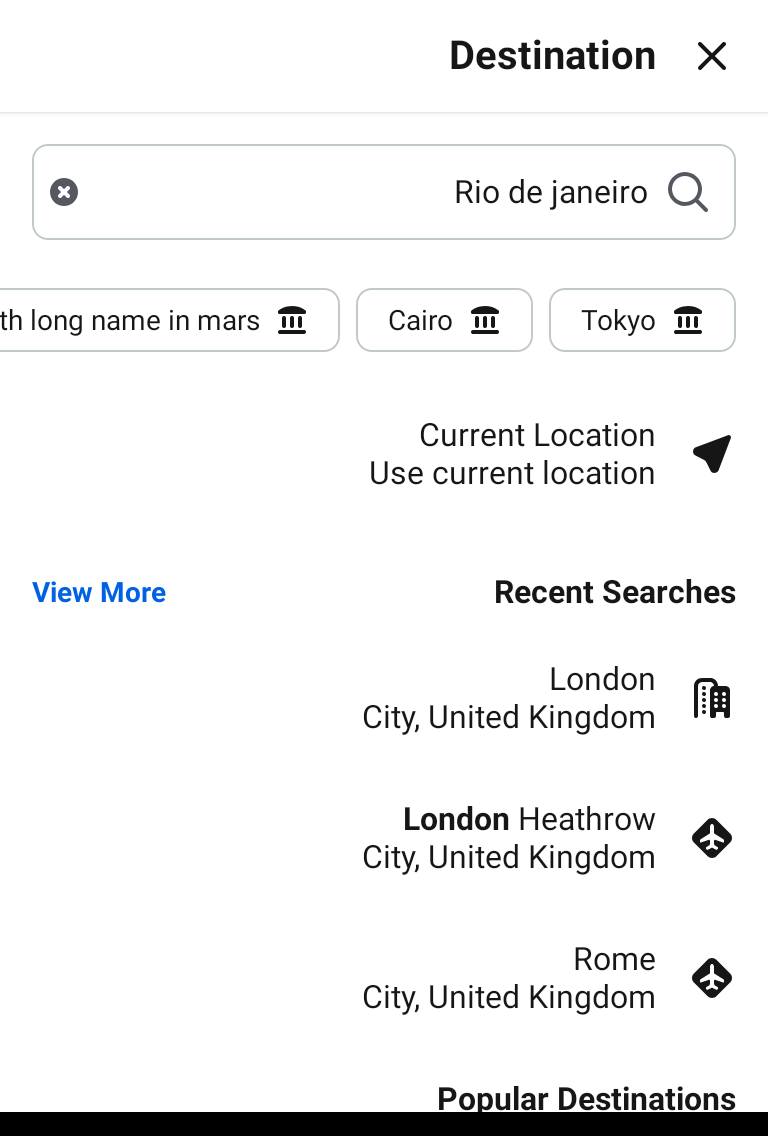 Destination
Rio de janeiro
Tokyo
Cairo
long name in mars
Current Location
Use current location
Recent Searches
View More
London
City, United Kingdom
London Heathrow
City, United Kingdom
Rome
City, United Kingdom
Popular Destinations